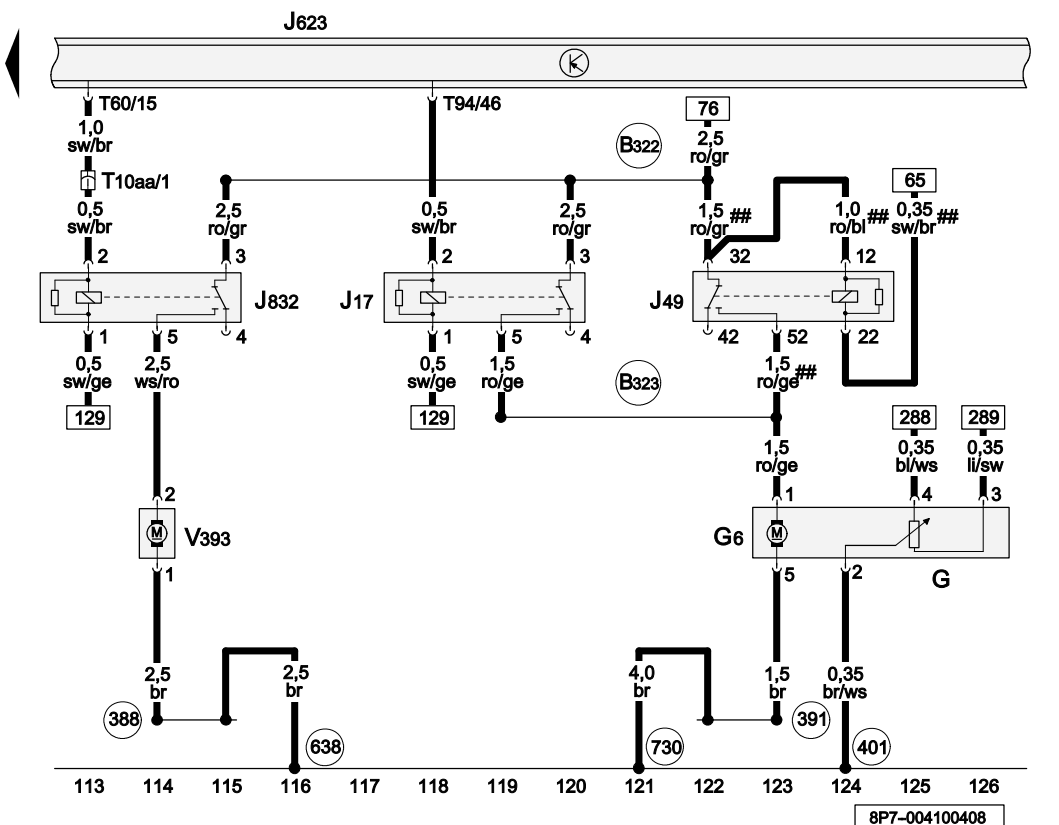 J623
T60/15
T94/46
76
1,0
sw/br
B322
2,5
ro/gr
T10aa/1
65
0,5
sw/br
2,5
ro/gr
0,5
sw/br
2,5
ro/gr
1,5
ro/gr ##
1,0
ro/bl ##
0,35
sw/br ##
2 3 2 3 32 12
J832 J17 J49
1 5 4 1 5 4 42 52 22
0,5
sw/ge
2,5
ws/ro
0,5
sw/ge
1,5
ro/ge
B323
1,5
ro/ge ##
129 129 288 289
1,5
ro/ge
0,35
bl/ws
0,35
li/sw
2 1 4 3
M V393 G6 M
1 5 2 G
2,5
br
2,5
br
4,0
br
1,5
br
0,35
br/ws
388 391
638 730 401
113 114 115 116 117 118 119 120 121 122 123 124 125 126
8P7-004100408